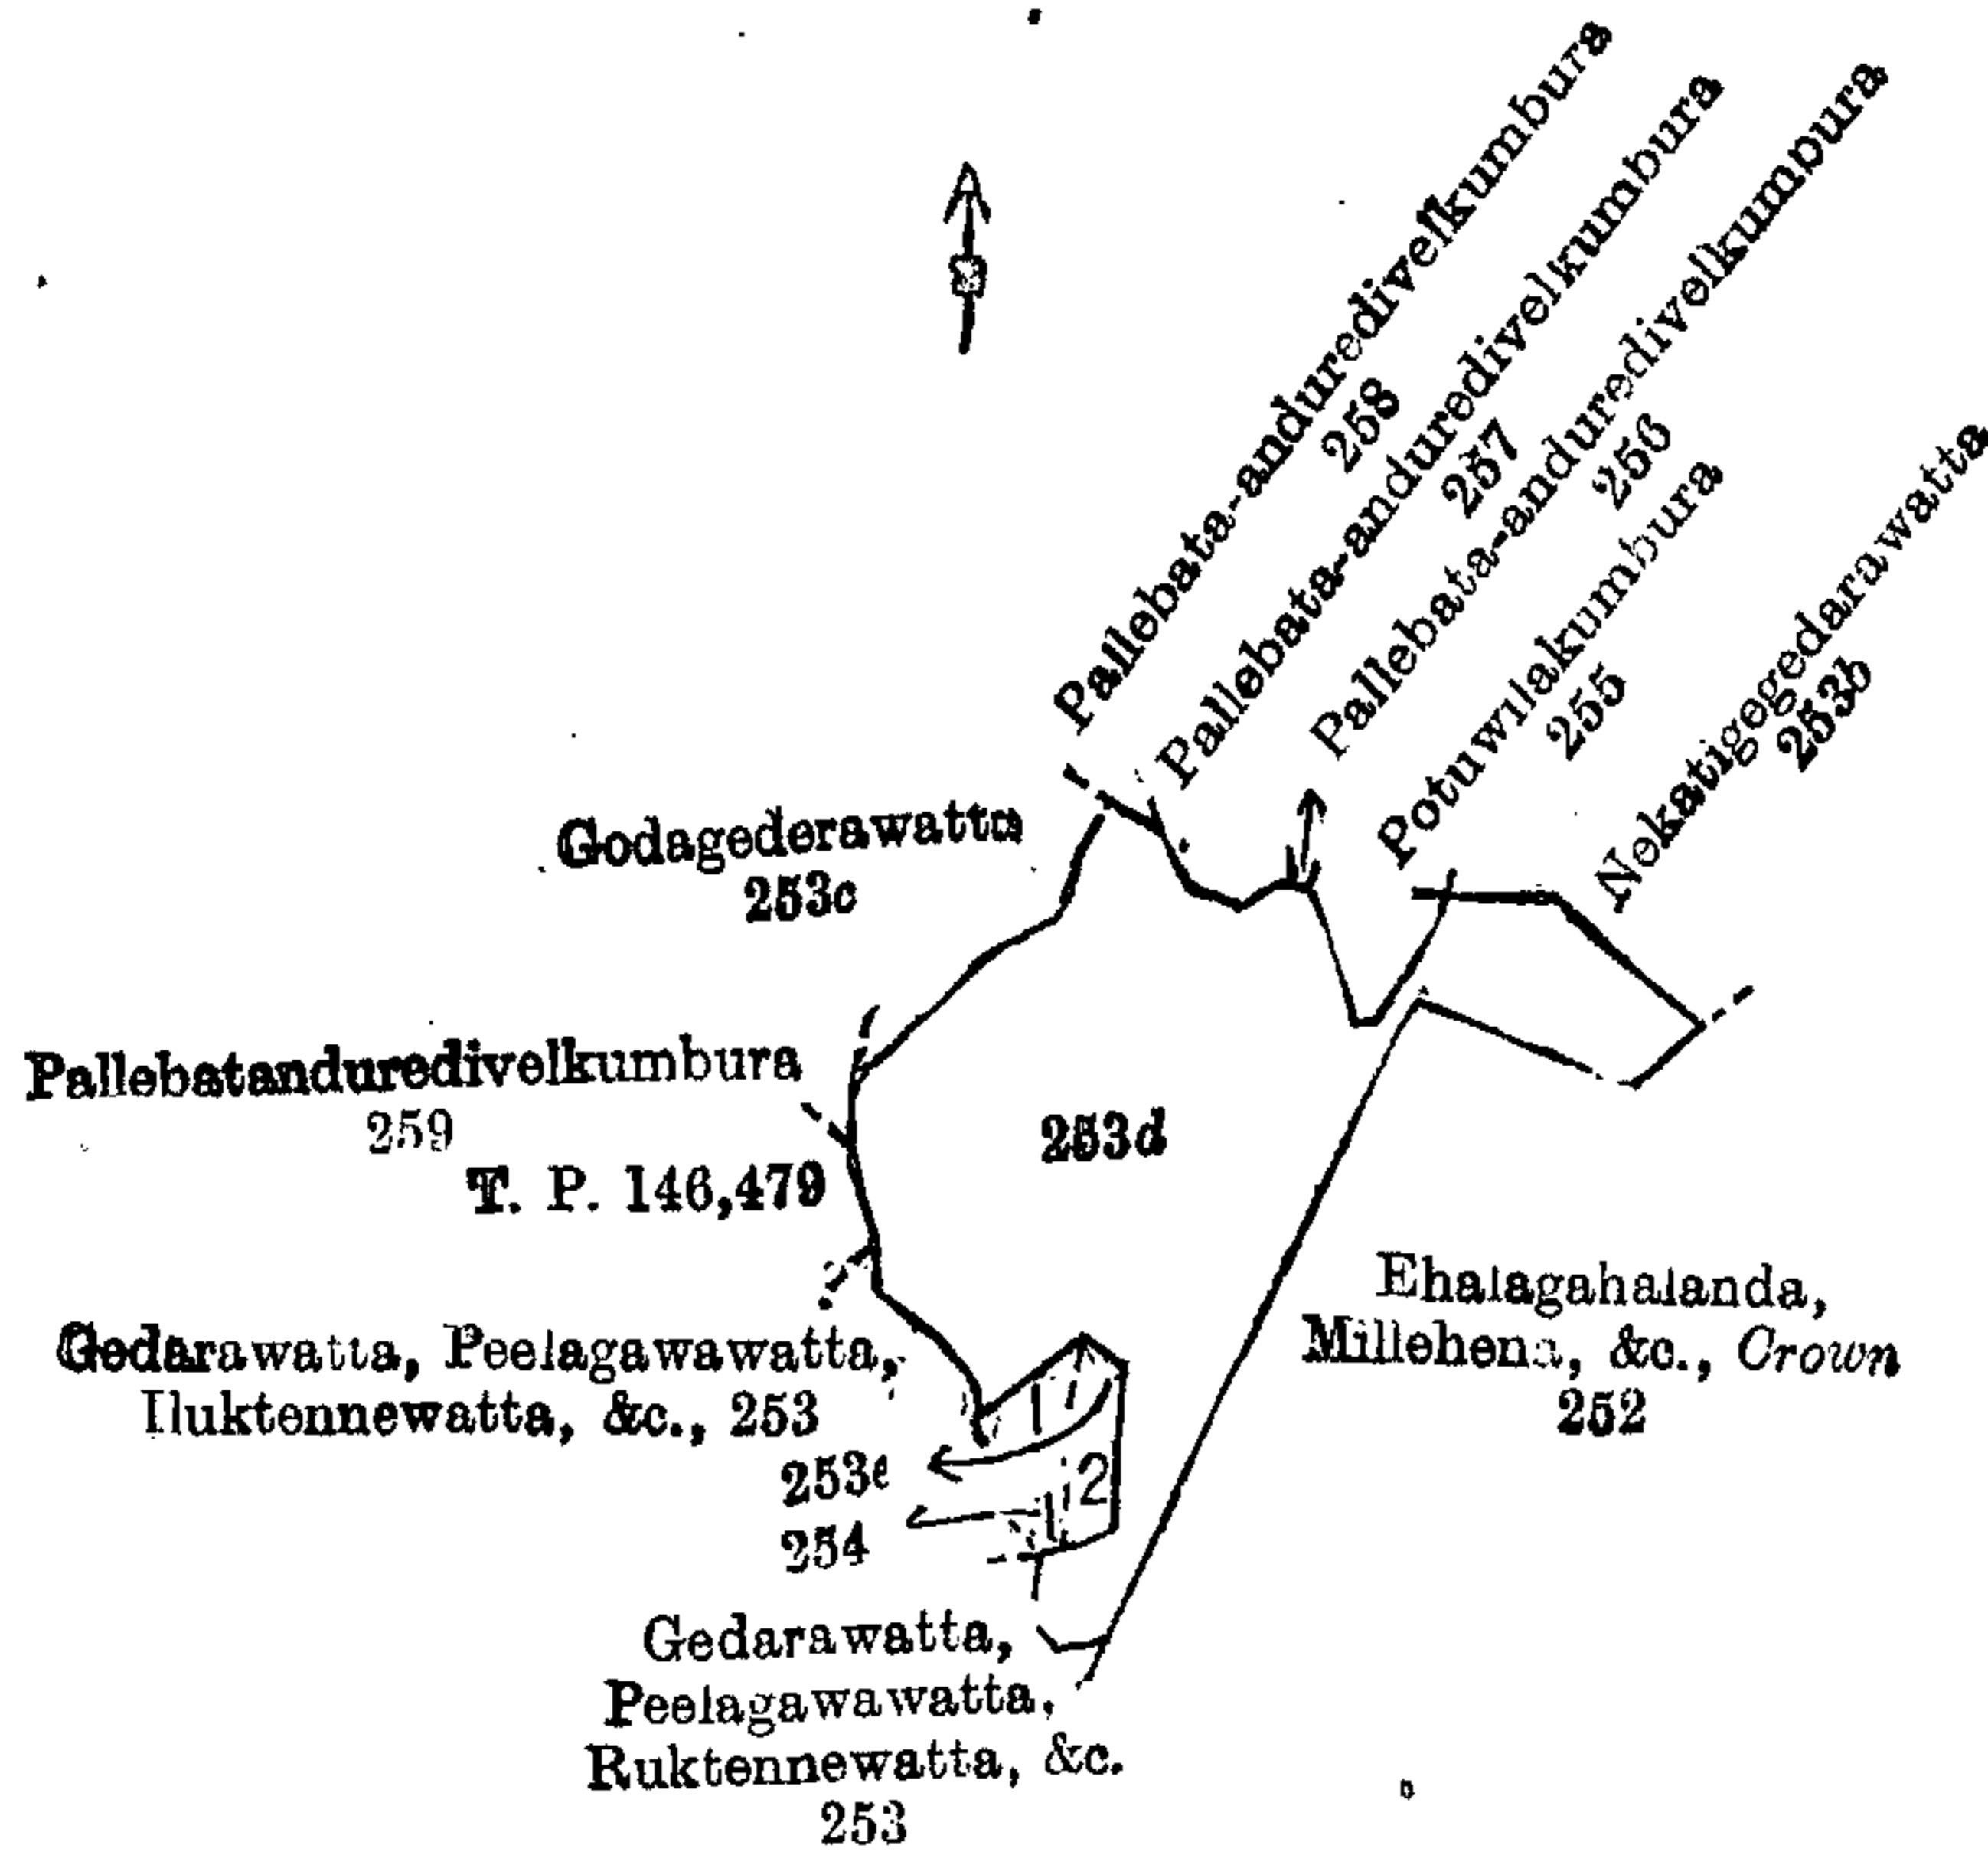 Pallebata-anduredivelkumbura
258
Pallebata-anduredivelkumbura
257
Pallebata-anduredivelkumbura
256
Potuwilakumbura
255
Nekatigegedarawatta
253b
Godagederawatta
253c
Pallebatanduredivelkumbura
259
T. P. 146,479
253d
Gedarawatta, Peelagawawatta,
Iluktennewatta, &c., 253
Ehalagahalanda,
Millehena, &c., Crown
252
1
253e
2
254
Gedarawatta,
Peelagawawatta,
Ruktennewatta, &c.
253